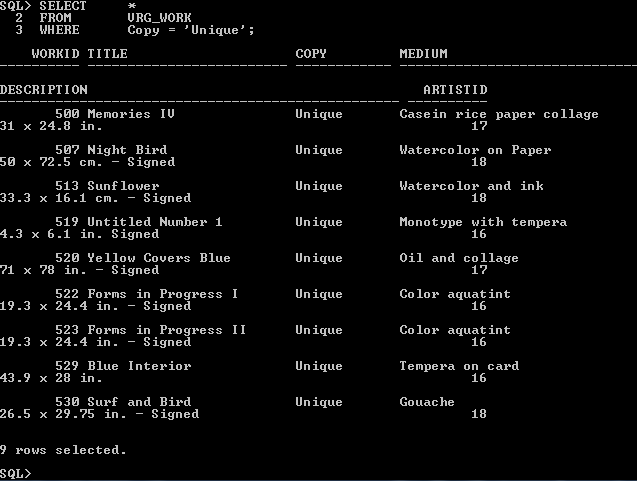 SQL> SELECT *
2 FROM VRG_WORK
3 WHERE Copy = 'Unique';
WORKID TITLE COPY MEDIUM
DESCRIPTION ARTISTID
500 Memories IV Unique Casein rice paper collage
31 x 24.8 in. 17
507 Night Bird Unique Watercolor on Paper
50 x 72.5 cm. - Signed 18
513 Sunflower Unique Watercolor and ink
33.3 x 16.1 cm. - Signed 18
519 Untitled Number 1 Unique Monotype with tempera
4.3 x 6.1 in. Signed 16
520 Yellow Covers Blue Unique Oil and collage
71 x 78 in. - Signed 17
522 Forms in Progress I Unique Color aquatint
19.3 x 24.4 in. - Signed 16
523 Forms in Progress II Unique Color aquatint
19.3 x 24.4 in. - Signed 16
529 Blue Interior Unique Tempera on card
43.9 x 28 in. 16
530 Surf and Bird Unique Gouache
26.5 x 29.75 in. - Signed 18
9 rows selected.
SQL>